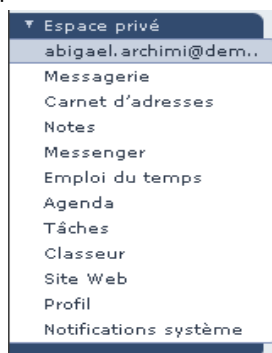 Espace privé
abigael.archimi@dem..
Messagerie
Carnet d'adresses
Notes
Messenger
Emploi du temps
Agenda
Tâches
Classeur
Site Web
Profil
Notifications système